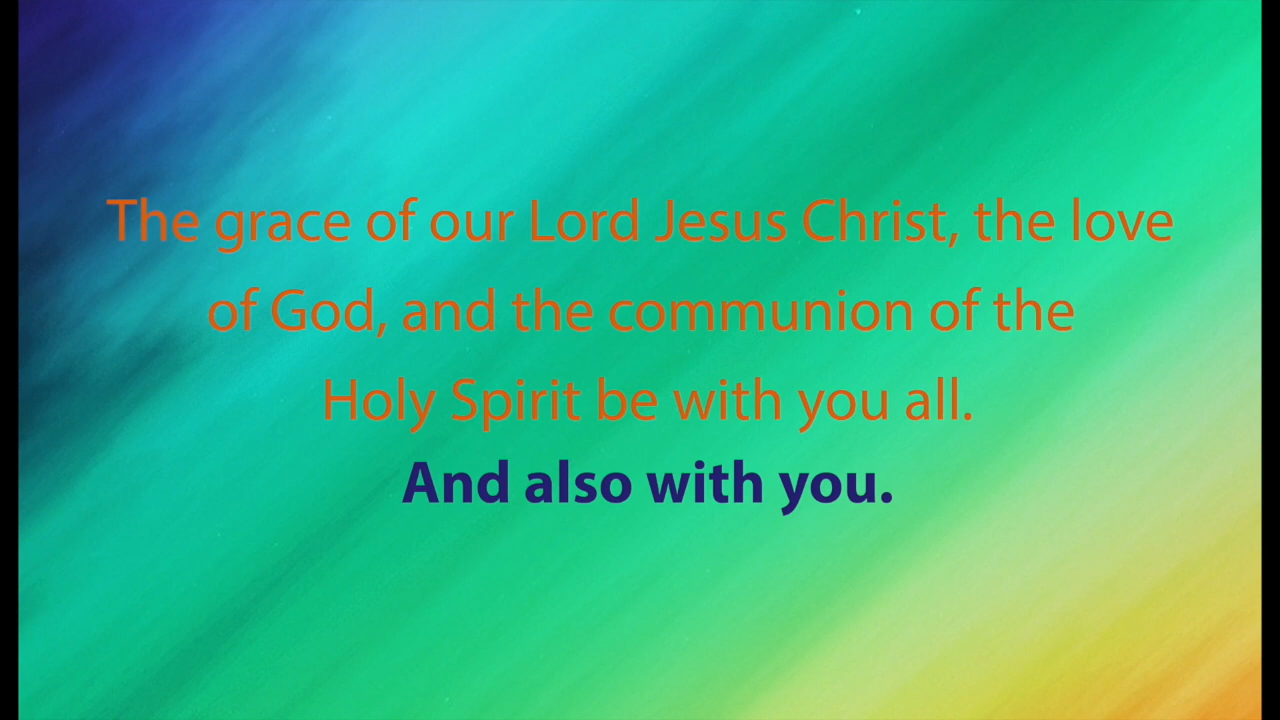 The grace of our Lord Jesus Christ, the love
of God, and the communion of the
Holy Spirit be with you all.
And also with you.